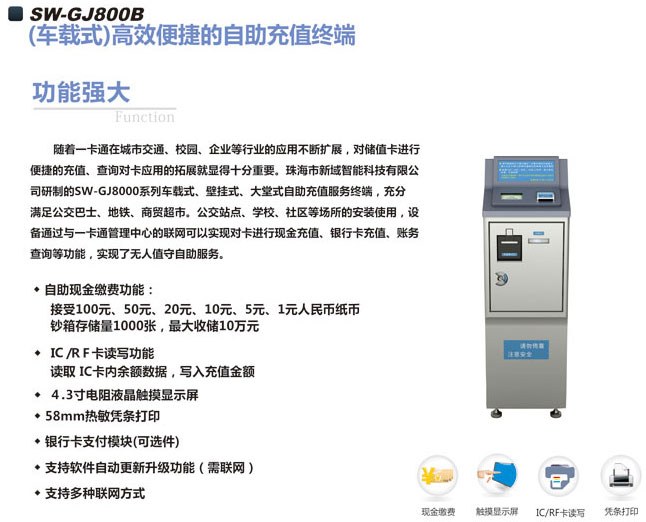 SW-GJ800B
(车载式)高效便捷的自助充值终端
功能强大
Function
随着一卡通在城市交通、校园、企业等行业的应用不断扩展，对储值卡进行
便捷的充值、查询对卡应用的拓展就显得十分重要。珠海市新域智能科技有限公
司研制的SW-GJ8000系列车载式、壁挂式、大堂式自助充值服务终端，充分
满足公交巴士、地铁、商贸超市。公交站点、学校、社区等场所的安装使用，设
备通过与一卡通管理中心的联网可以实现对卡进行现金充值、银行卡充值、账务
查询等功能，实现了无人值守自助服务。
◆ 自助现金缴费功能：
接受100元、50元、20元、10元、5元、1元人民币纸币
钞箱存储量1000张，最大收储10万元
◆ IC /R F卡读写功能
读取 IC卡内余额数据，写入充值金额
◆ 4.3寸电阻液晶触摸显示屏
◆ 58mm热敏凭条打印
◆ 银行卡支付模块(可选件)
◆ 支持软件自动更新升级功能（需联网）
◆ 支持多种联网方式
请勿倚靠
注意安全
现金缴费
触摸显示屏
IC/RF卡读写
凭条打印